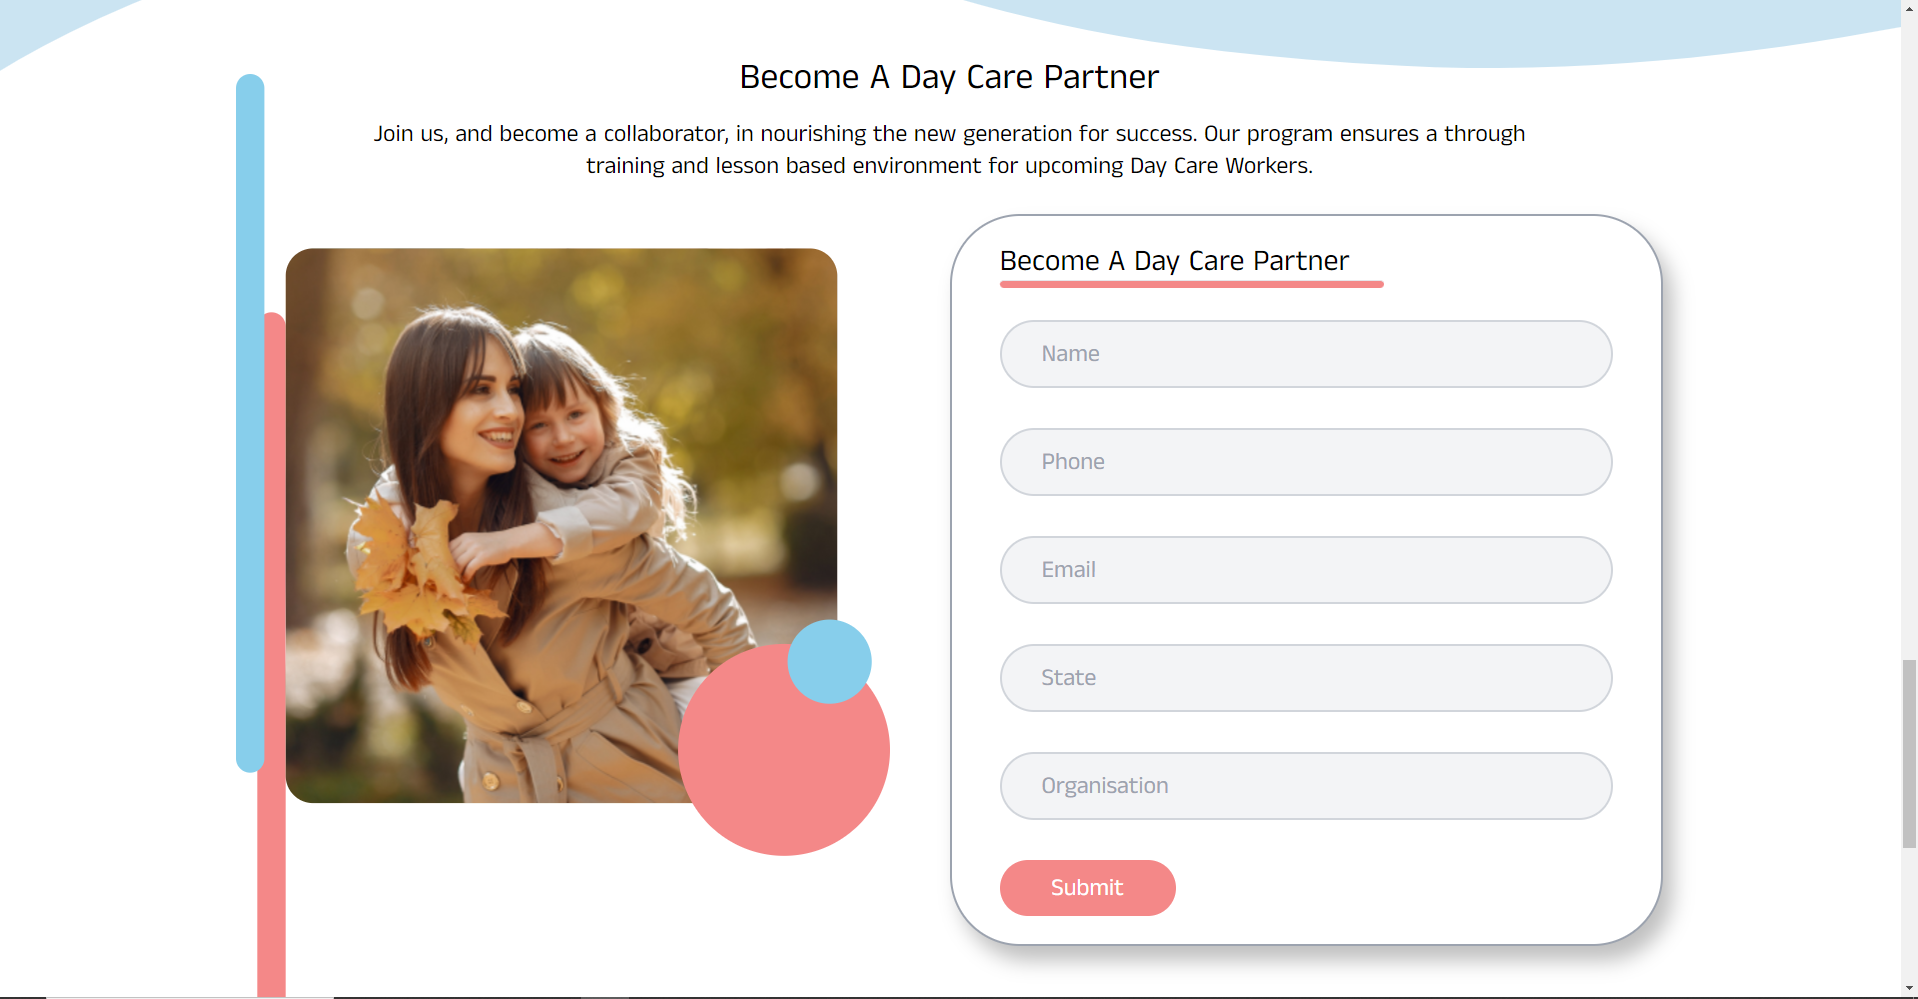 Become A Day Care Partner
Join us, and become a collaborator, in nourishing the new generation for success. Our program ensures a through
training and lesson based environment for upcoming Day Care Workers.
Become A Day Care Partner
Name
Phone
Email
State
Organisation
Submit